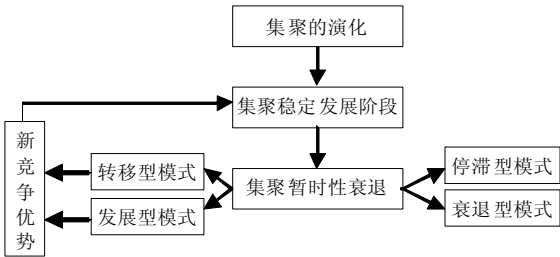 集聚的演化
集聚稳定发展阶段
新竞争优势
转移型模式
集聚暂时性衰退
停滞型模式
发展型模式
衰退型模式